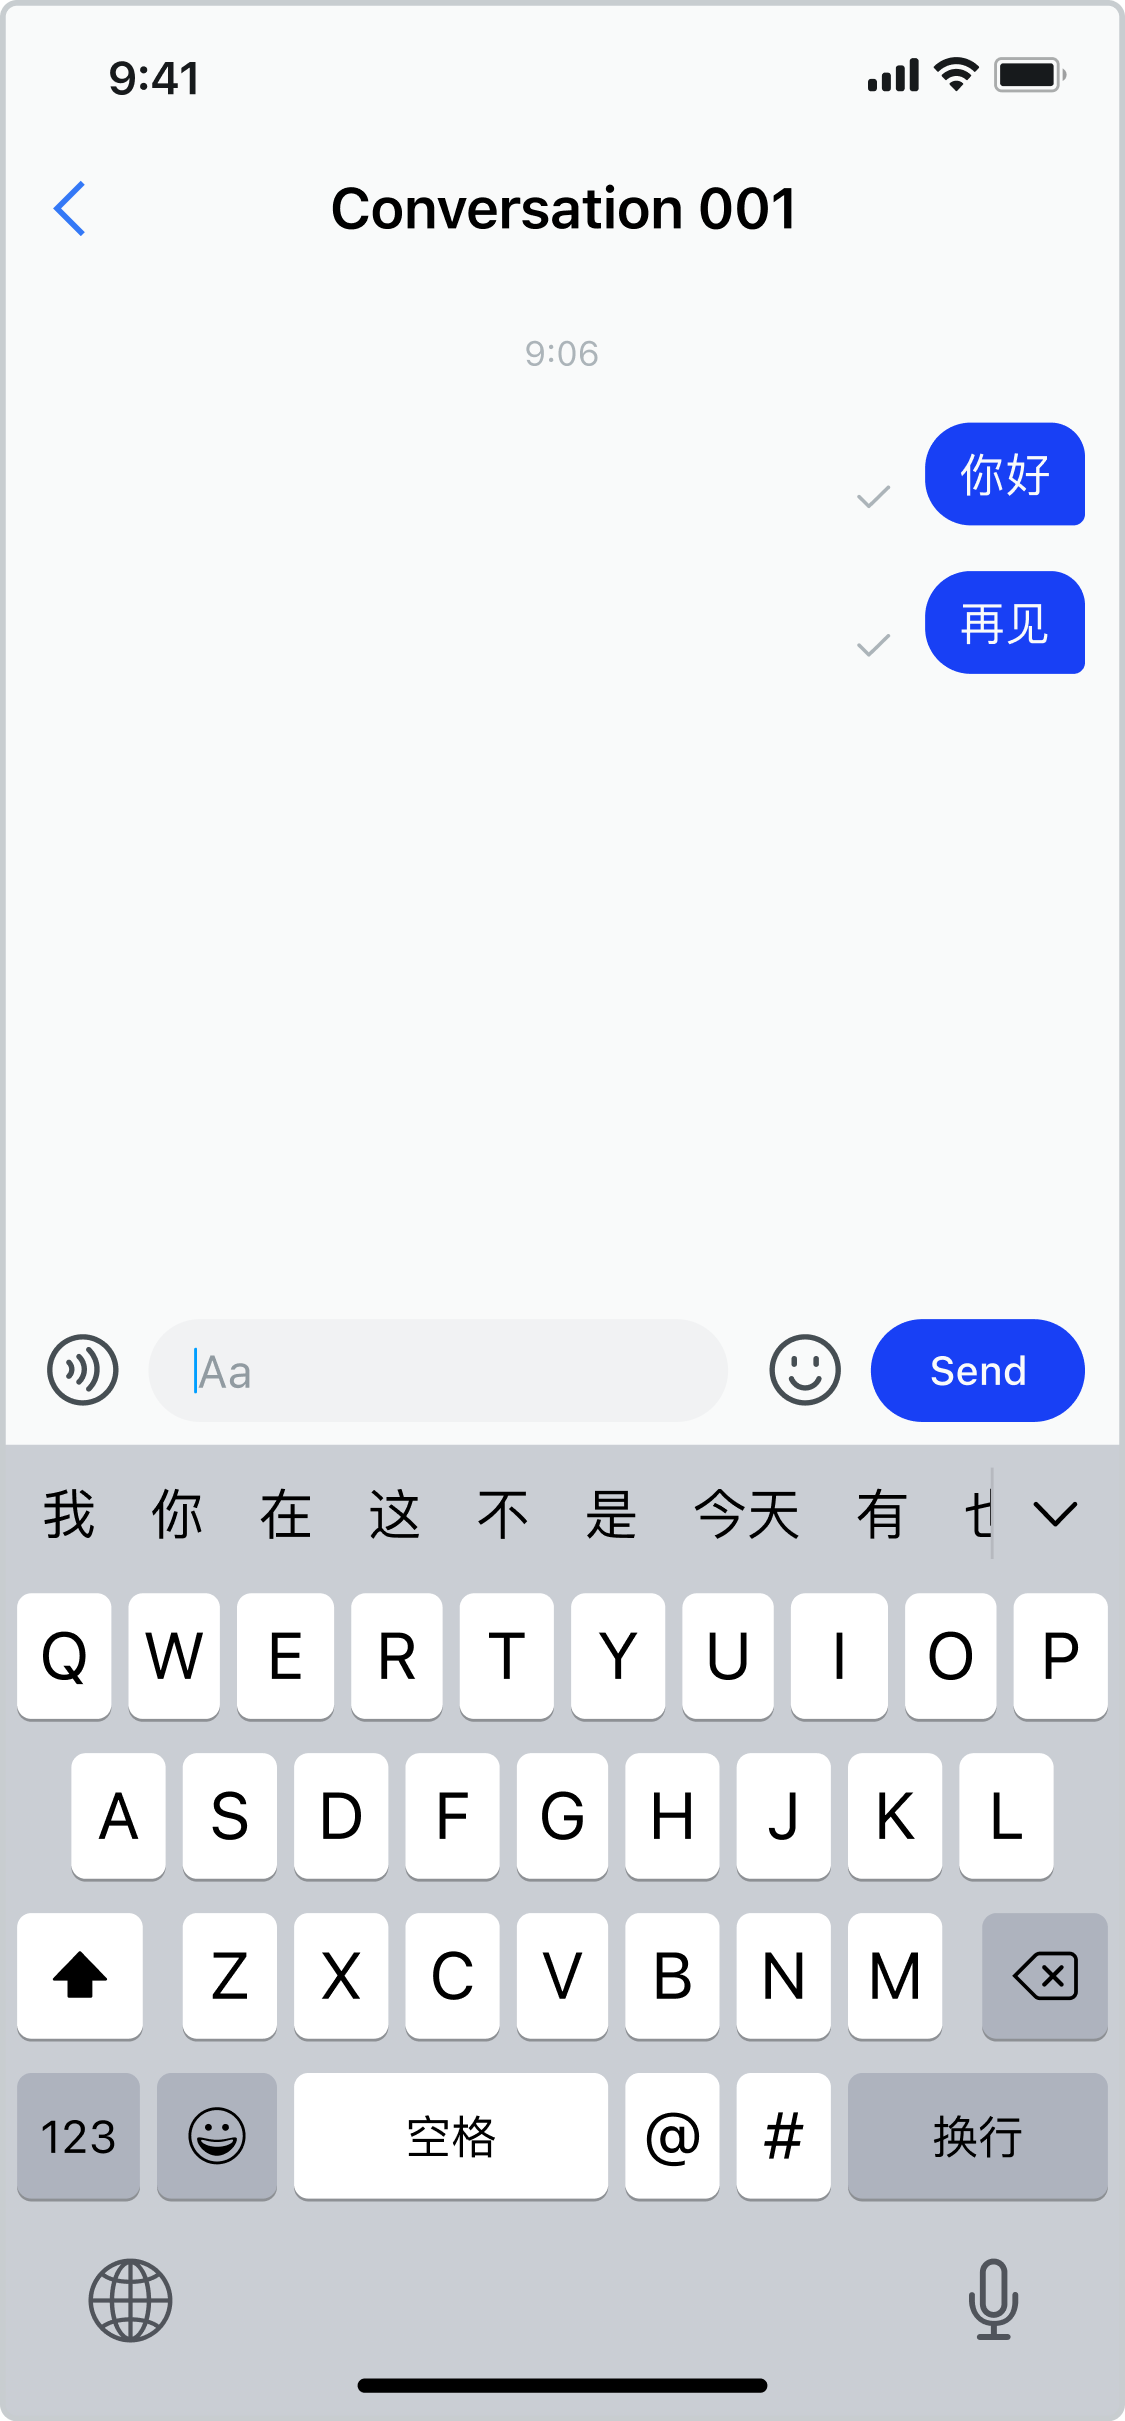 9:41
Conversation 001
9:06
你好
再见
Aa
Send
我 你 在 这 不 是 今天 有
Q W E R T Y U I O P
A S D F G H J K L
Z X C V B N M
123 空格 @ # 换行